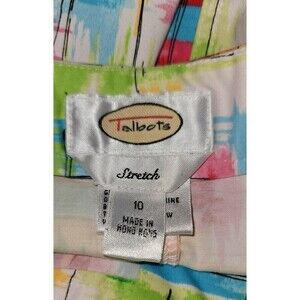 Talbots
Stretch
10
MADE IN
HONG KONG